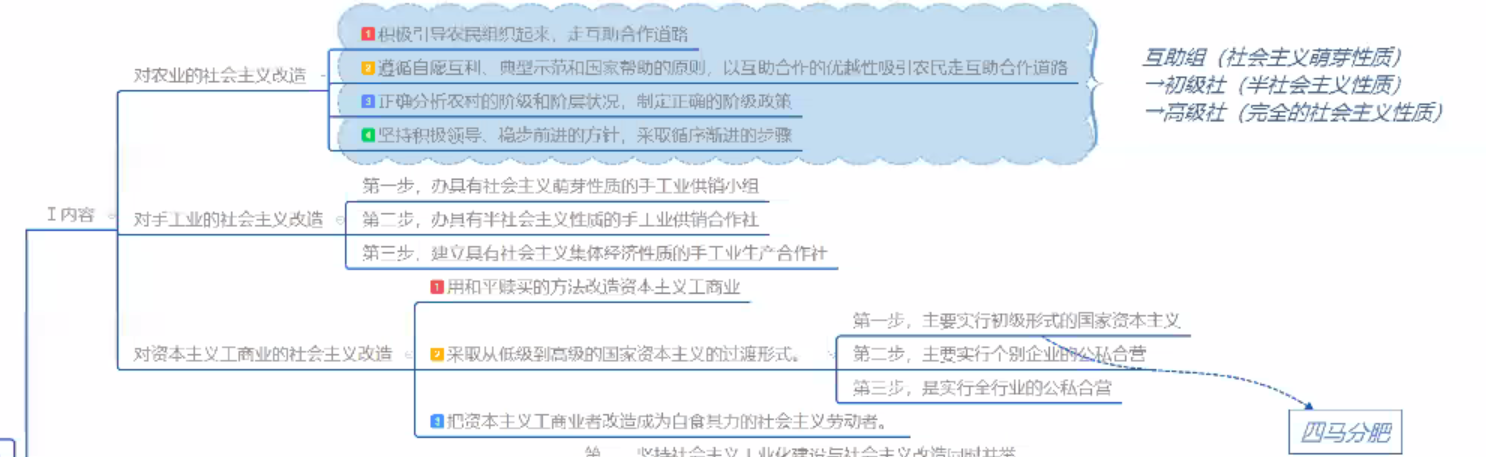 I 内容
对农业的社会主义改造
1 积极引导农民组织起来，走互助合作道路
2 遵循自愿互利、典型示范和国家帮助的原则，以互助合作的优越性吸引农民走互助合作道路
3 正确分析农村的阶级和阶层状况，制定正确的阶级政策
4 坚持积极领导、稳步前进的方针，采取循序渐进的步骤
互助组（社会主义萌芽性质）
→初级社（半社会主义性质）
→高级社（完全的社会主义性质）
对手工业的社会主义改造
第一步，办具有社会主义萌芽性质的手工业供销小组
第二步，办具有半社会主义性质的手工业供销合作社
第三步，建立具有社会主义集体经济性质的手工业生产合作社
对资本主义工商业的社会主义改造
1 用和平赎买的方法改造资本主义工商业
2 采取从低级到高级的国家资本主义的过渡形式。
第一步，主要实行初级形式的国家资本主义
第二步，主要实行个别企业的公私合营
第三步，是实行全行业的公私合营
四马分肥
3 把资本主义工商业者改造成为自食其力的社会主义劳动者。
坚持社会主义工业化建设与社会主义改造同时并举